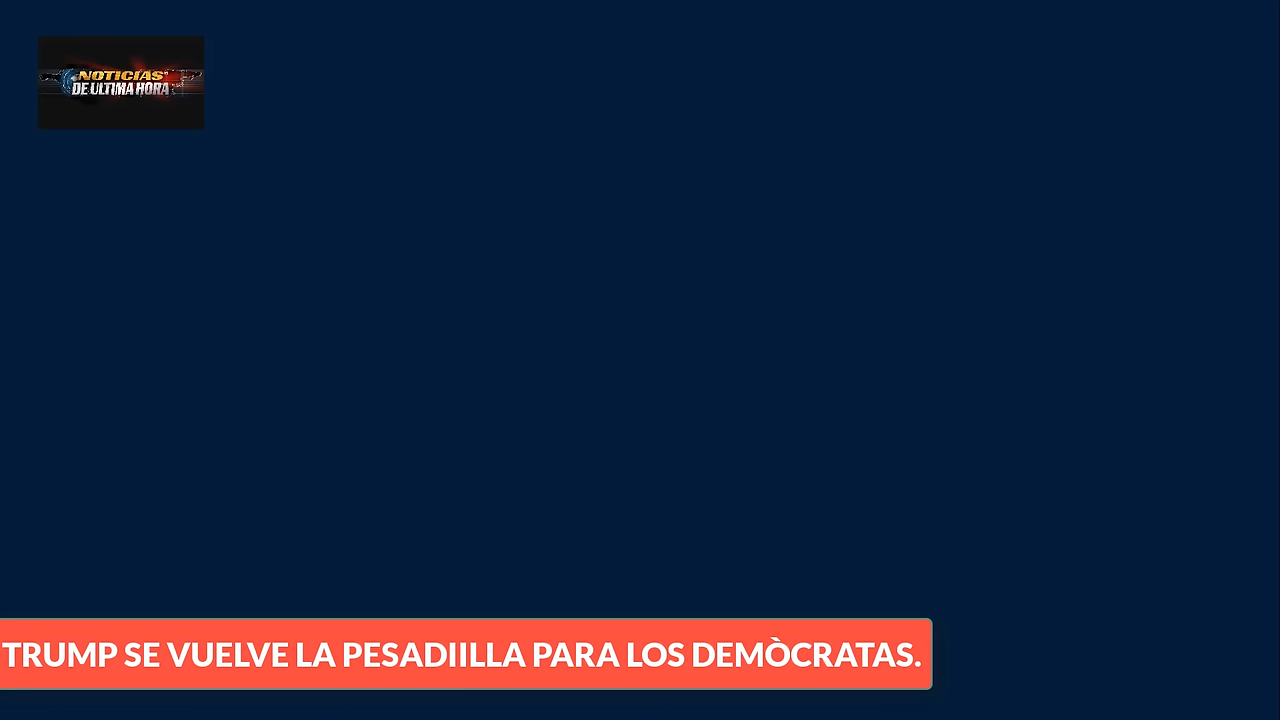 NOTICIAS
DE ULTIMA HORA
TRUMP SE VUELVE LA PESADIILLA PARA LOS DEMÒCRATAS.